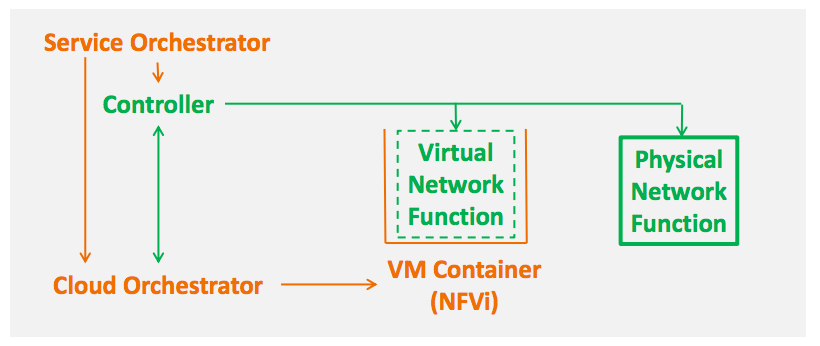 Service Orchestrator
Controller
Virtual
Network
Function
Physical
Network
Function
Cloud Orchestrator
VM Container
(NFVi)